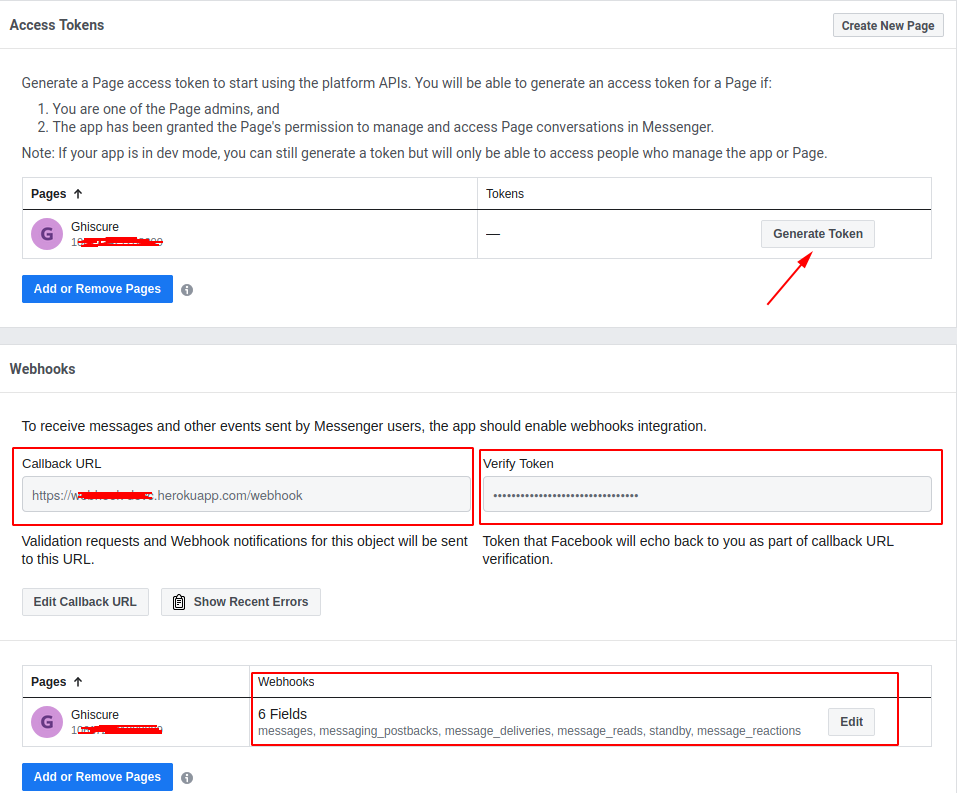 Access Tokens
Create New Page
Generate a Page access token to start using the platform APIs. You will be able to generate an access token for a Page if:
1. You are one of the Page admins, and
2. The app has been granted the Page's permission to manage and access Page conversations in Messenger.
Note: If your app is in dev mode, you can still generate a token but will only be able to access people who manage the app or Page.
Pages ↑
Tokens
G
Ghiscure
—
Generate Token
Add or Remove Pages
Webhooks
To receive messages and other events sent by Messenger users, the app should enable webhooks integration.
Callback URL
Verify Token
https://w .herokuapp.com/webhook
••••••••••••••••••••••••••••••••
Validation requests and Webhook notifications for this object will be sent
to this URL.
Token that Facebook will echo back to you as part of callback URL
verification.
Edit Callback URL
Show Recent Errors
Pages ↑
Webhooks
G
Ghiscure
6 Fields
messages, messaging_postbacks, message_deliveries, message_reads, standby, message_reactions
Edit
Add or Remove Pages